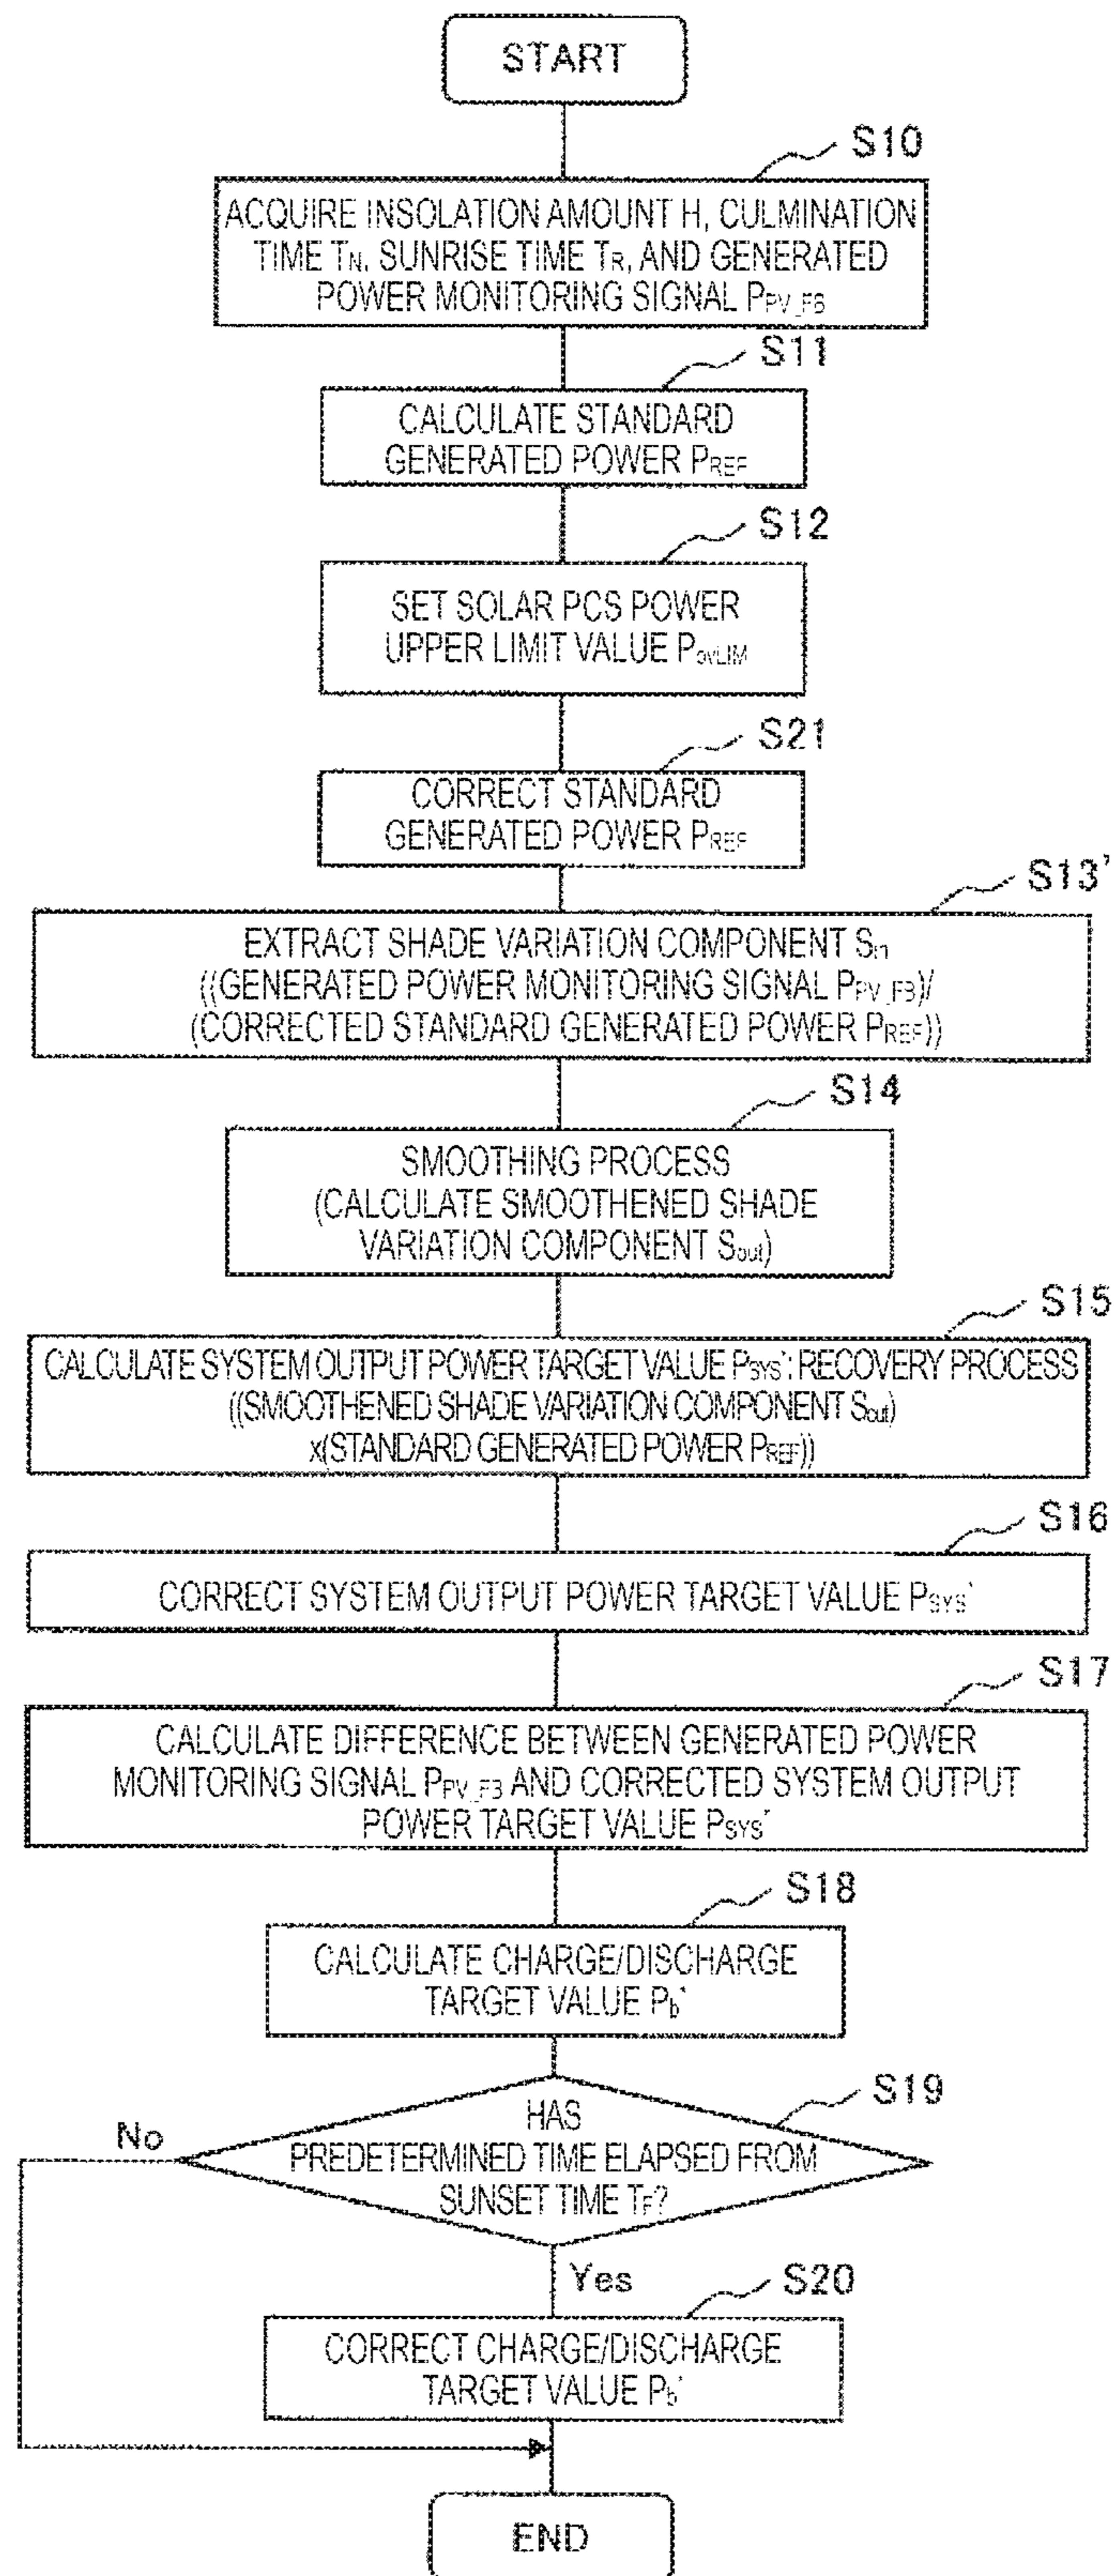 START
S10
ACQUIRE INSOLATION AMOUNT H, CULMINATION
TIME TN, SUNRISE TIME TR, AND GENERATED
POWER MONITORING SIGNAL PPV_FB
S11
CALCULATE STANDARD
GENERATED POWER PREF
S12
SET SOLAR PCS POWER
UPPER LIMIT VALUE PpvLIM
S21
CORRECT STANDARD
GENERATED POWER PREF
S13'
EXTRACT SHADE VARIATION COMPONENT Sin
((GENERATED POWER MONITORING SIGNAL PPV_FB)/
(CORRECTED STANDARD GENERATED POWER PREF))
S14
SMOOTHING PROCESS
(CALCULATE SMOOTHENED SHADE
VARIATION COMPONENT Sout)
S15
CALCULATE SYSTEM OUTPUT POWER TARGET VALUE PSYS*: RECOVERY PROCESS
((SMOOTHENED SHADE VARIATION COMPONENT Sout)
x(STANDARD GENERATED POWER PREF))
S16
CORRECT SYSTEM OUTPUT POWER TARGET VALUE PSYS*
S17
CALCULATE DIFFERENCE BETWEEN GENERATED POWER
MONITORING SIGNAL PPV_FB AND CORRECTED SYSTEM OUTPUT
POWER TARGET VALUE PSYS*
S18
CALCULATE CHARGE/DISCHARGE
TARGET VALUE Pb*
S19
HAS
PREDETERMINED TIME ELAPSED FROM
SUNSET TIME TF?
No
Yes
S20
CORRECT CHARGE/DISCHARGE
TARGET VALUE Pb*
END